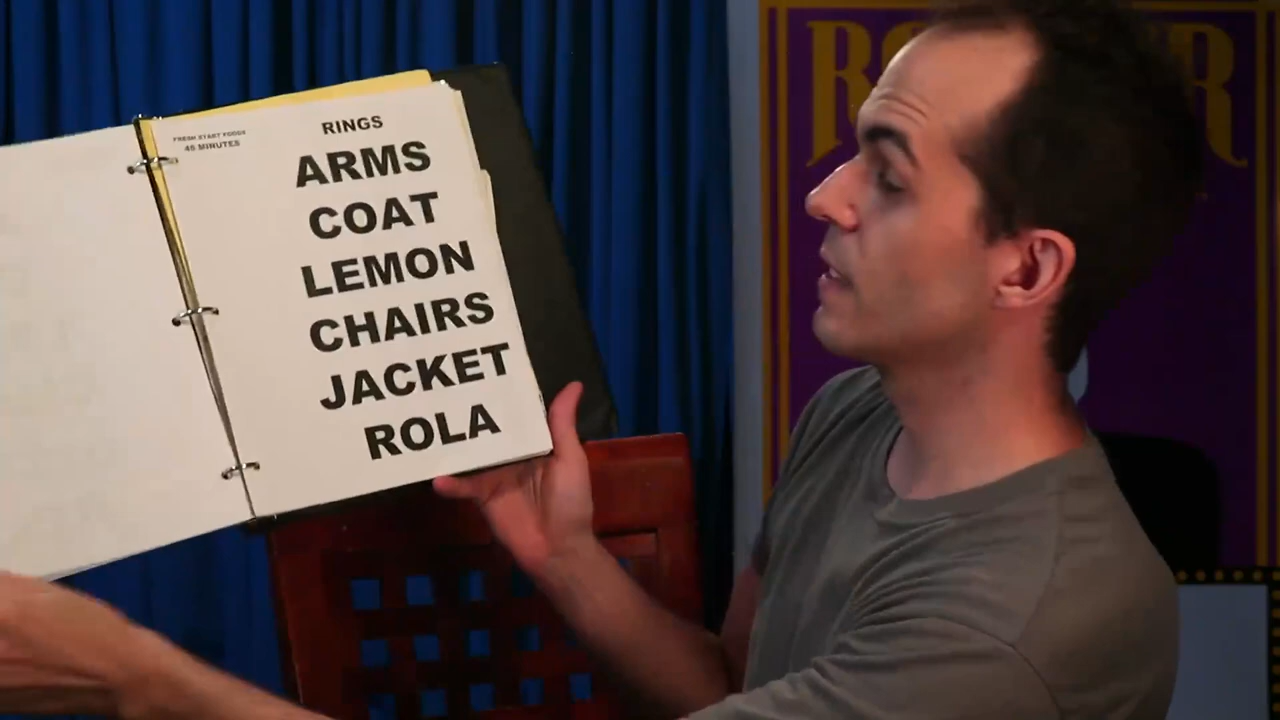 FRESH START FOODS
45 MINUTES
RINGS
ARMS
COAT
LEMON
CHAIRS
JACKET
ROLA